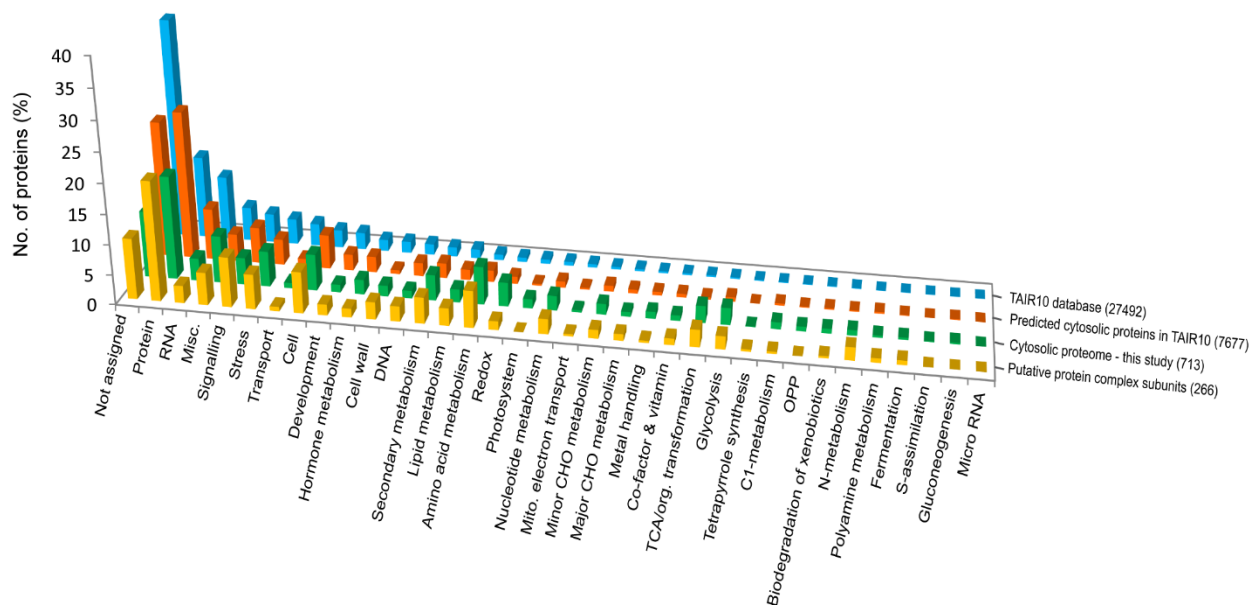 No. of proteins (%)
40
35
30
25
20
15
10
5
0
Not assigned
Protein
RNA
Misc.
Signalling
Stress
Transport
Cell
Development
Hormone metabolism
Cell wall
DNA
Secondary metabolism
Lipid metabolism
Amino acid metabolism
Redox
Photosystem
Nucleotide metabolism
Mito. electron transport
Minor CHO metabolism
Major CHO metabolism
Metal handling
Co-factor & vitamin
TCA/org. transformation
Glycolysis
Tetrapyrrole synthesis
C1-metabolism
OPP
Biodegradation of xenobiotics
N-metabolism
Polyamine metabolism
Fermentation
S-assimilation
Gluconeogenesis
Micro RNA
TAIR10 database (27492)
Predicted cytosolic proteins in TAIR10 (7677)
Cytosolic proteome - this study (713)
Putative protein complex subunits (266)